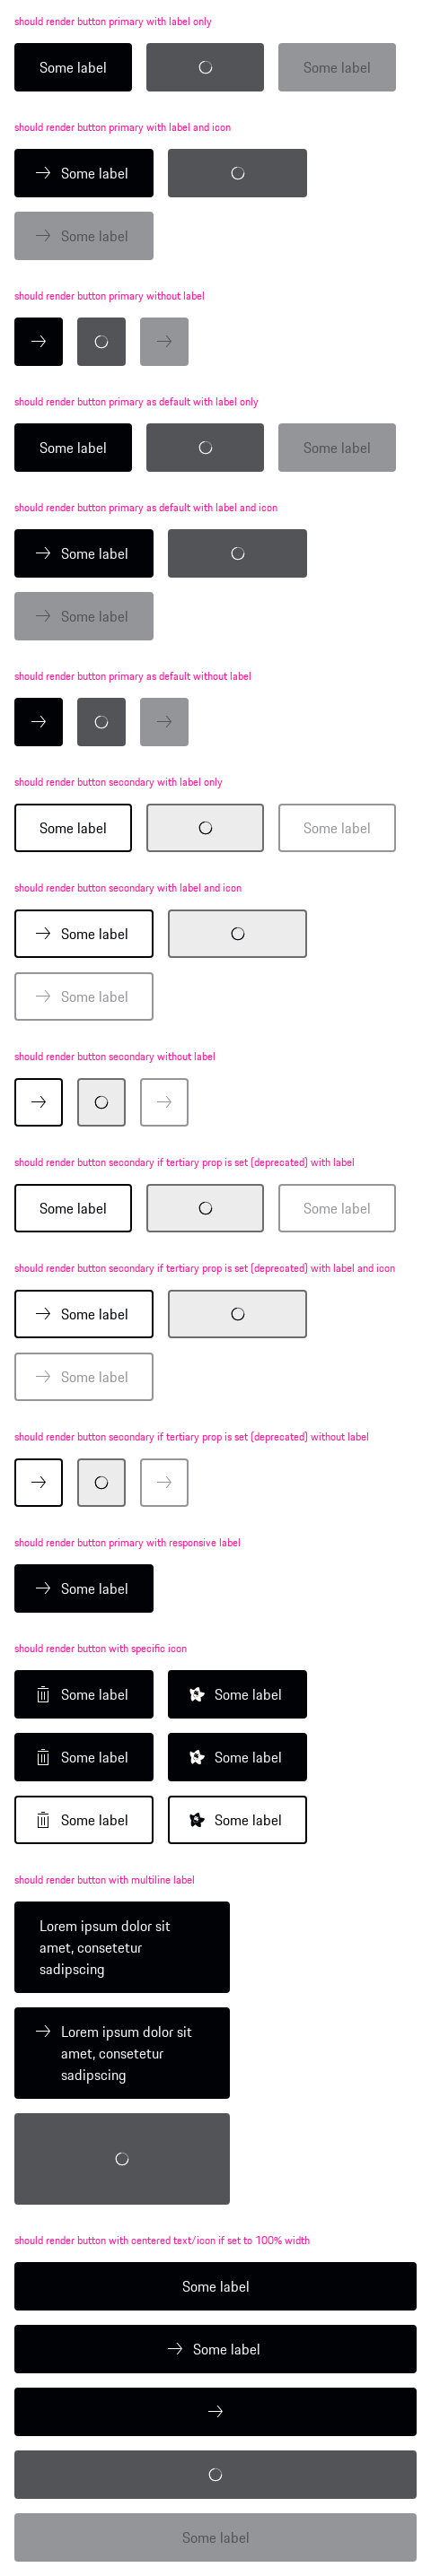 should render button primary with label only
Some label Some label
should render button primary with label and icon
Some label
Some label
should render button primary without label
should render button primary as default with label only
Some label Some label
should render button primary as default with label and icon
Some label
Some label
should render button primary as default without label
should render button secondary with label only
Some label Some label
should render button secondary with label and icon
Some label
Some label
should render button secondary without label
should render button secondary if tertiary prop is set (deprecated) with label
Some label Some label
should render button secondary if tertiary prop is set (deprecated) with label and icon
Some label
Some label
should render button secondary if tertiary prop is set (deprecated) without label
should render button primary with responsive label
Some label
should render button with specific icon
Some label Some label
Some label Some label
Some label Some label
should render button with multiline label
Lorem ipsum dolor sit
amet, consetetur
sadipscing
Lorem ipsum dolor sit
amet, consetetur
sadipscing
should render button with centered text/icon if set to 100% width
Some label
Some label
Some label